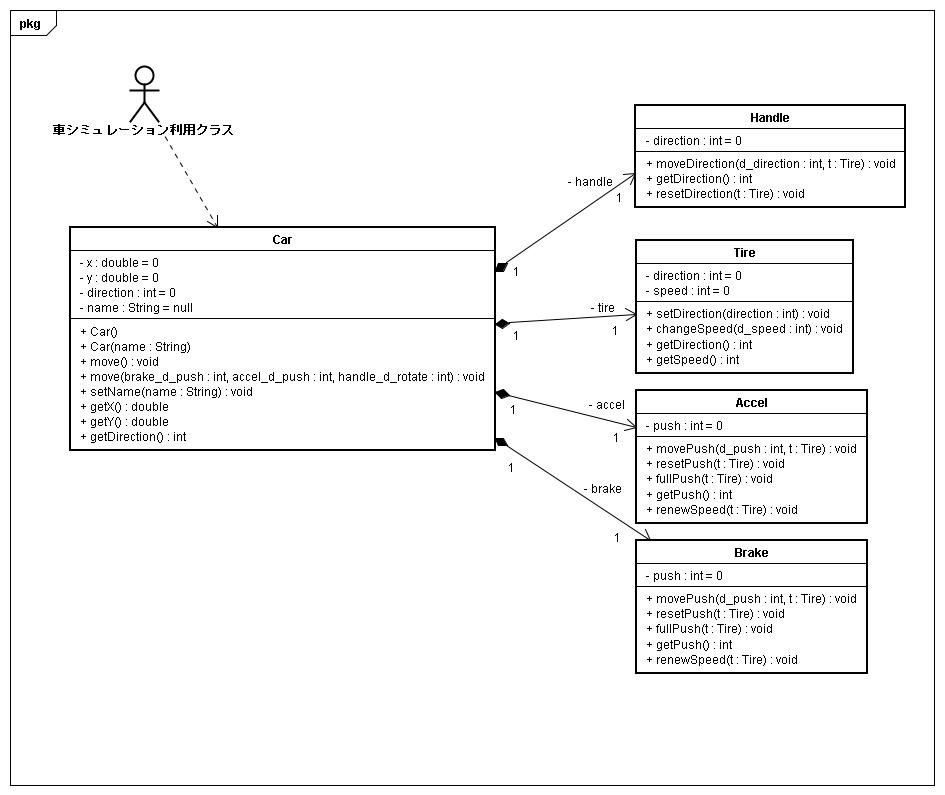 pkg
車シミュレーション利用クラス
Car
- x : double = 0
- y : double = 0
- direction : int = 0
- name : String = null
+ Car()
+ Car(name : String)
+ move() : void
+ move(brake_d_push : int, accel_d_push : int, handle_d_rotate : int) : void
+ setName(name : String) : void
+ getX() : double
+ getY() : double
+ getDirection() : int
- handle
1
1
- tire
1
1
- accel
1
1
- brake
1
1
Handle
- direction : int = 0
+ moveDirection(d_direction : int, t : Tire) : void
+ getDirection() : int
+ resetDirection(t : Tire) : void
Tire
- direction : int = 0
- speed : int = 0
+ setDirection(direction : int) : void
+ changeSpeed(d_speed : int) : void
+ getDirection() : int
+ getSpeed() : int
Accel
- push : int = 0
+ movePush(d_push : int, t : Tire) : void
+ resetPush(t : Tire) : void
+ fullPush(t : Tire) : void
+ getPush() : int
+ renewSpeed(t : Tire) : void
Brake
- push : int = 0
+ movePush(d_push : int, t : Tire) : void
+ resetPush(t : Tire) : void
+ fullPush(t : Tire) : void
+ getPush() : int
+ renewSpeed(t : Tire) : void